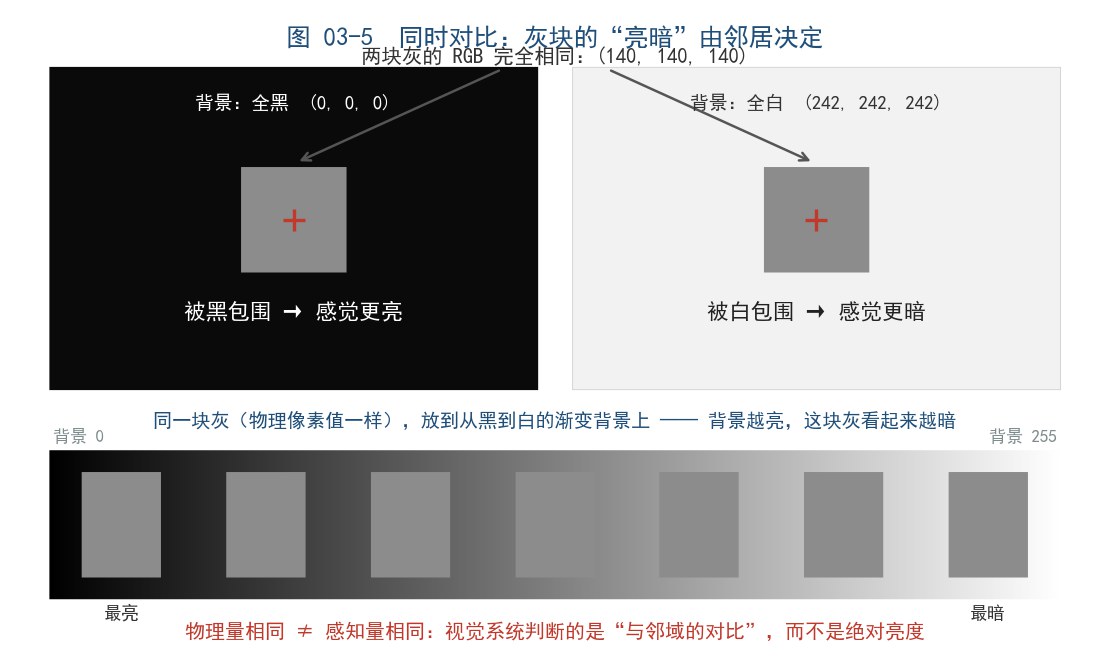 图 03-5  同时对比：灰块的“亮暗”由邻居决定
两块灰的 RGB 完全相同：(140, 140, 140)
背景：全黑 (0, 0, 0)
背景：全白 (242, 242, 242)
被黑包围 → 感觉更亮
被白包围 → 感觉更暗
同一块灰（物理像素值一样），放到从黑到白的渐变背景上 —— 背景越亮，这块灰看起来越暗
背景 0
背景 255
最亮
最暗
物理量相同 ≠ 感知量相同：视觉系统判断的是“与邻域的对比”，而不是绝对亮度